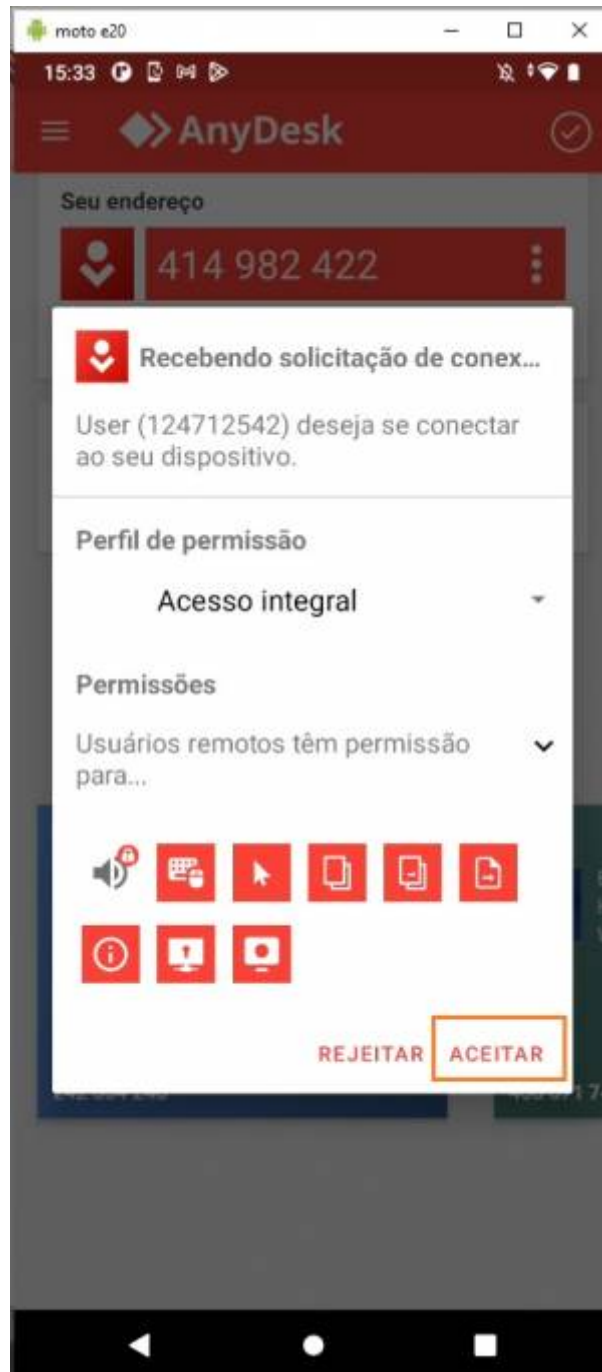 moto e20
15:33
AnyDesk
Seu endereço
414 982 422
Recebendo solicitação de conex...
User (124712542) deseja se conectar
ao seu dispositivo.
Perfil de permissão
Acesso integral
Permissões
Usuários remotos têm permissão
para...
REJEITAR ACEITAR